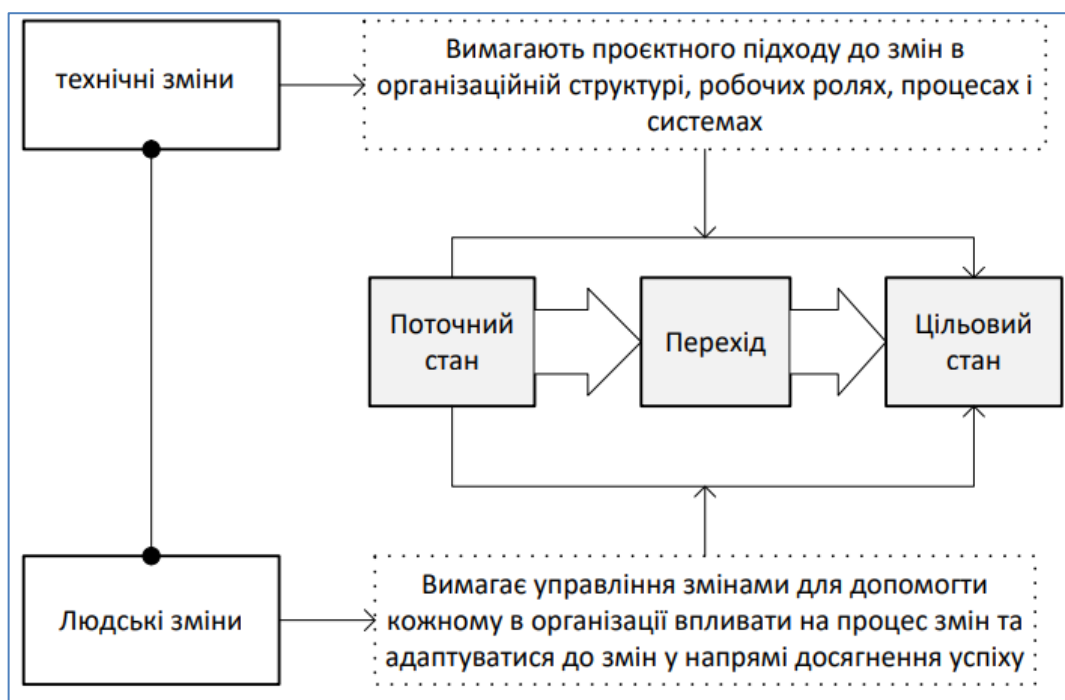 технічні зміни
Вимагають проєктного підходу до змін в
організаційній структурі, робочих ролях, процесах і
системах
Поточний
стан
Перехід
Цільовий
стан
Людські зміни
Вимагає управління змінами для допомогти
кожному в організації впливати на процес змін та
адаптуватися до змін у напрямі досягнення успіху